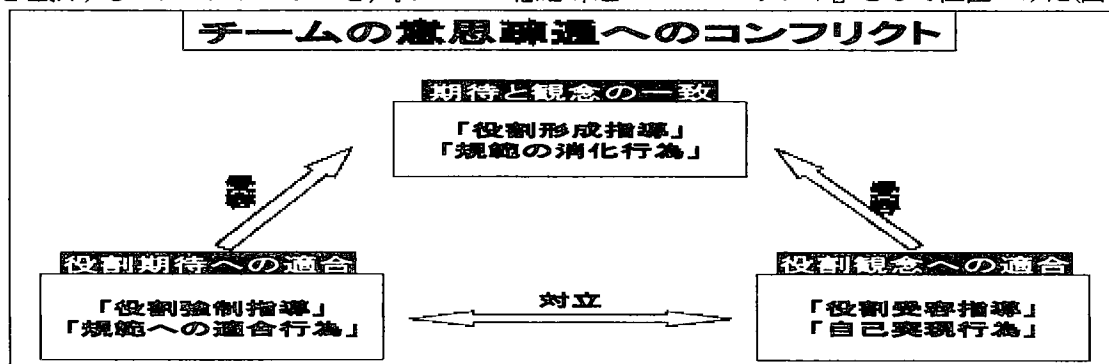 チームの意思疎通へのコンフリクト
期待と観念の一致
「役割形成指導」
「規範の消化行為」
受容
受容
役割期待への適合
「役割強制指導」
「規範への適合行為」
対立
役割観念への適合
「役割受容指導」
「自己実現行為」